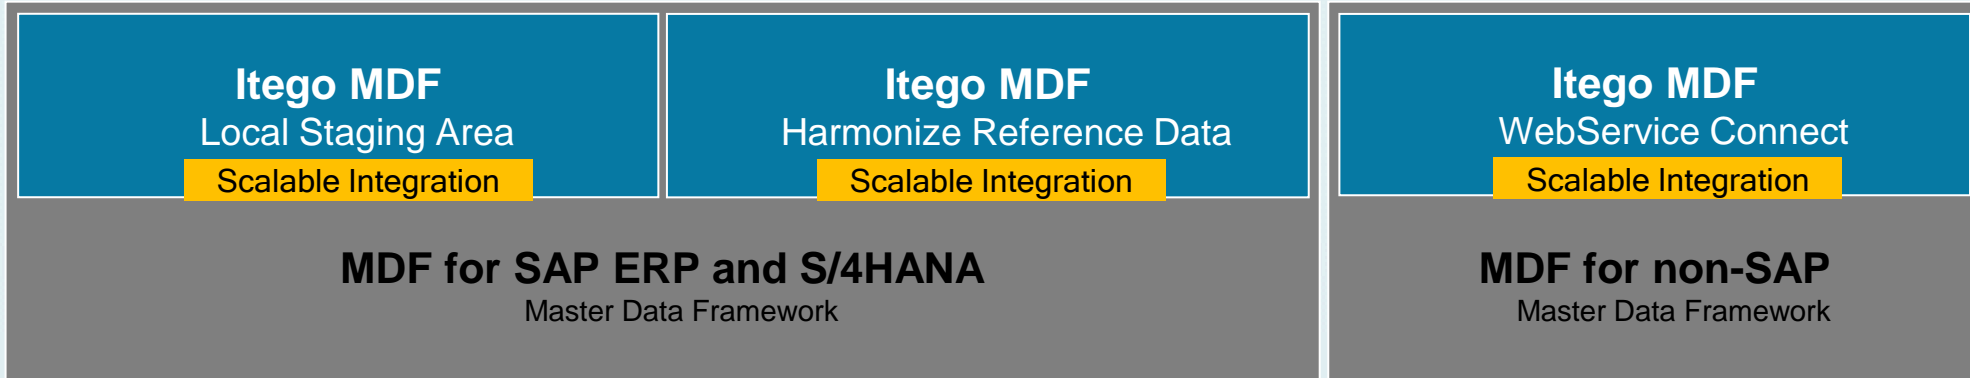 Itego MDF
Local Staging Area
Scalable Integration
Itego MDF
Harmonize Reference Data
Scalable Integration
MDF for SAP ERP and S/4HANA
Master Data Framework
Itego MDF
WebService Connect
Scalable Integration
MDF for non-SAP
Master Data Framework